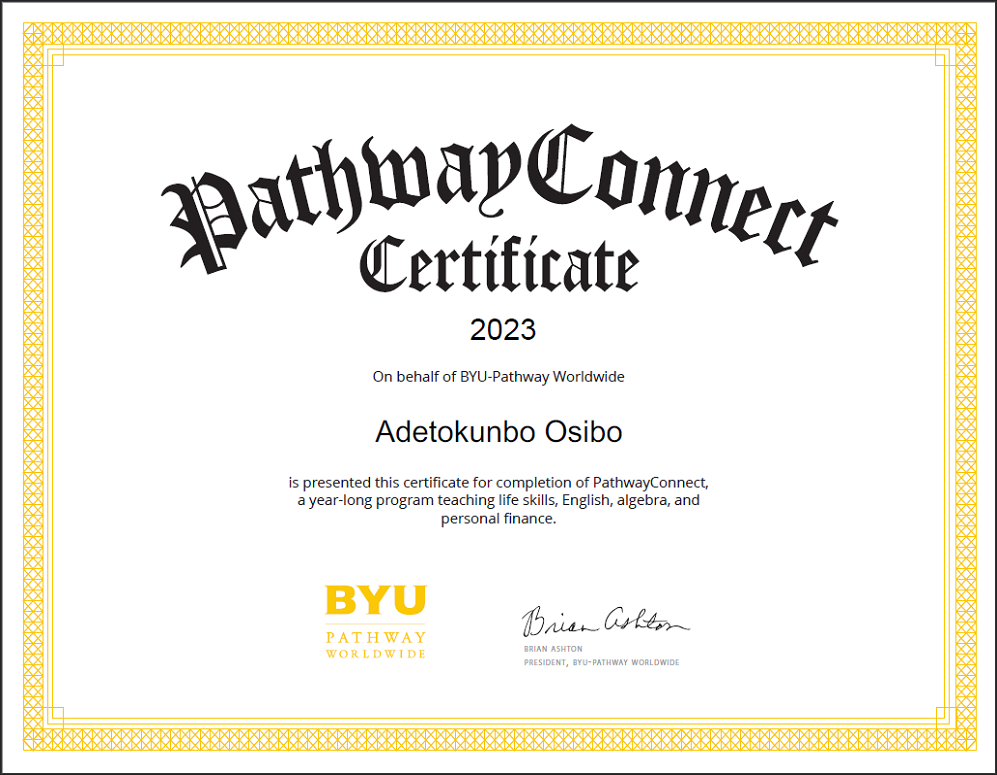 PathwayConnect
Certificate
2023
On behalf of BYU-Pathway Worldwide
Adetokunbo Osibo
is presented this certificate for completion of PathwayConnect,
a year-long program teaching life skills, English, algebra, and
personal finance.
BYU
PATHWAY
WORLDWIDE
Brian Ashton
BRIAN ASHTON
PRESIDENT, BYU-PATHWAY WORLDWIDE